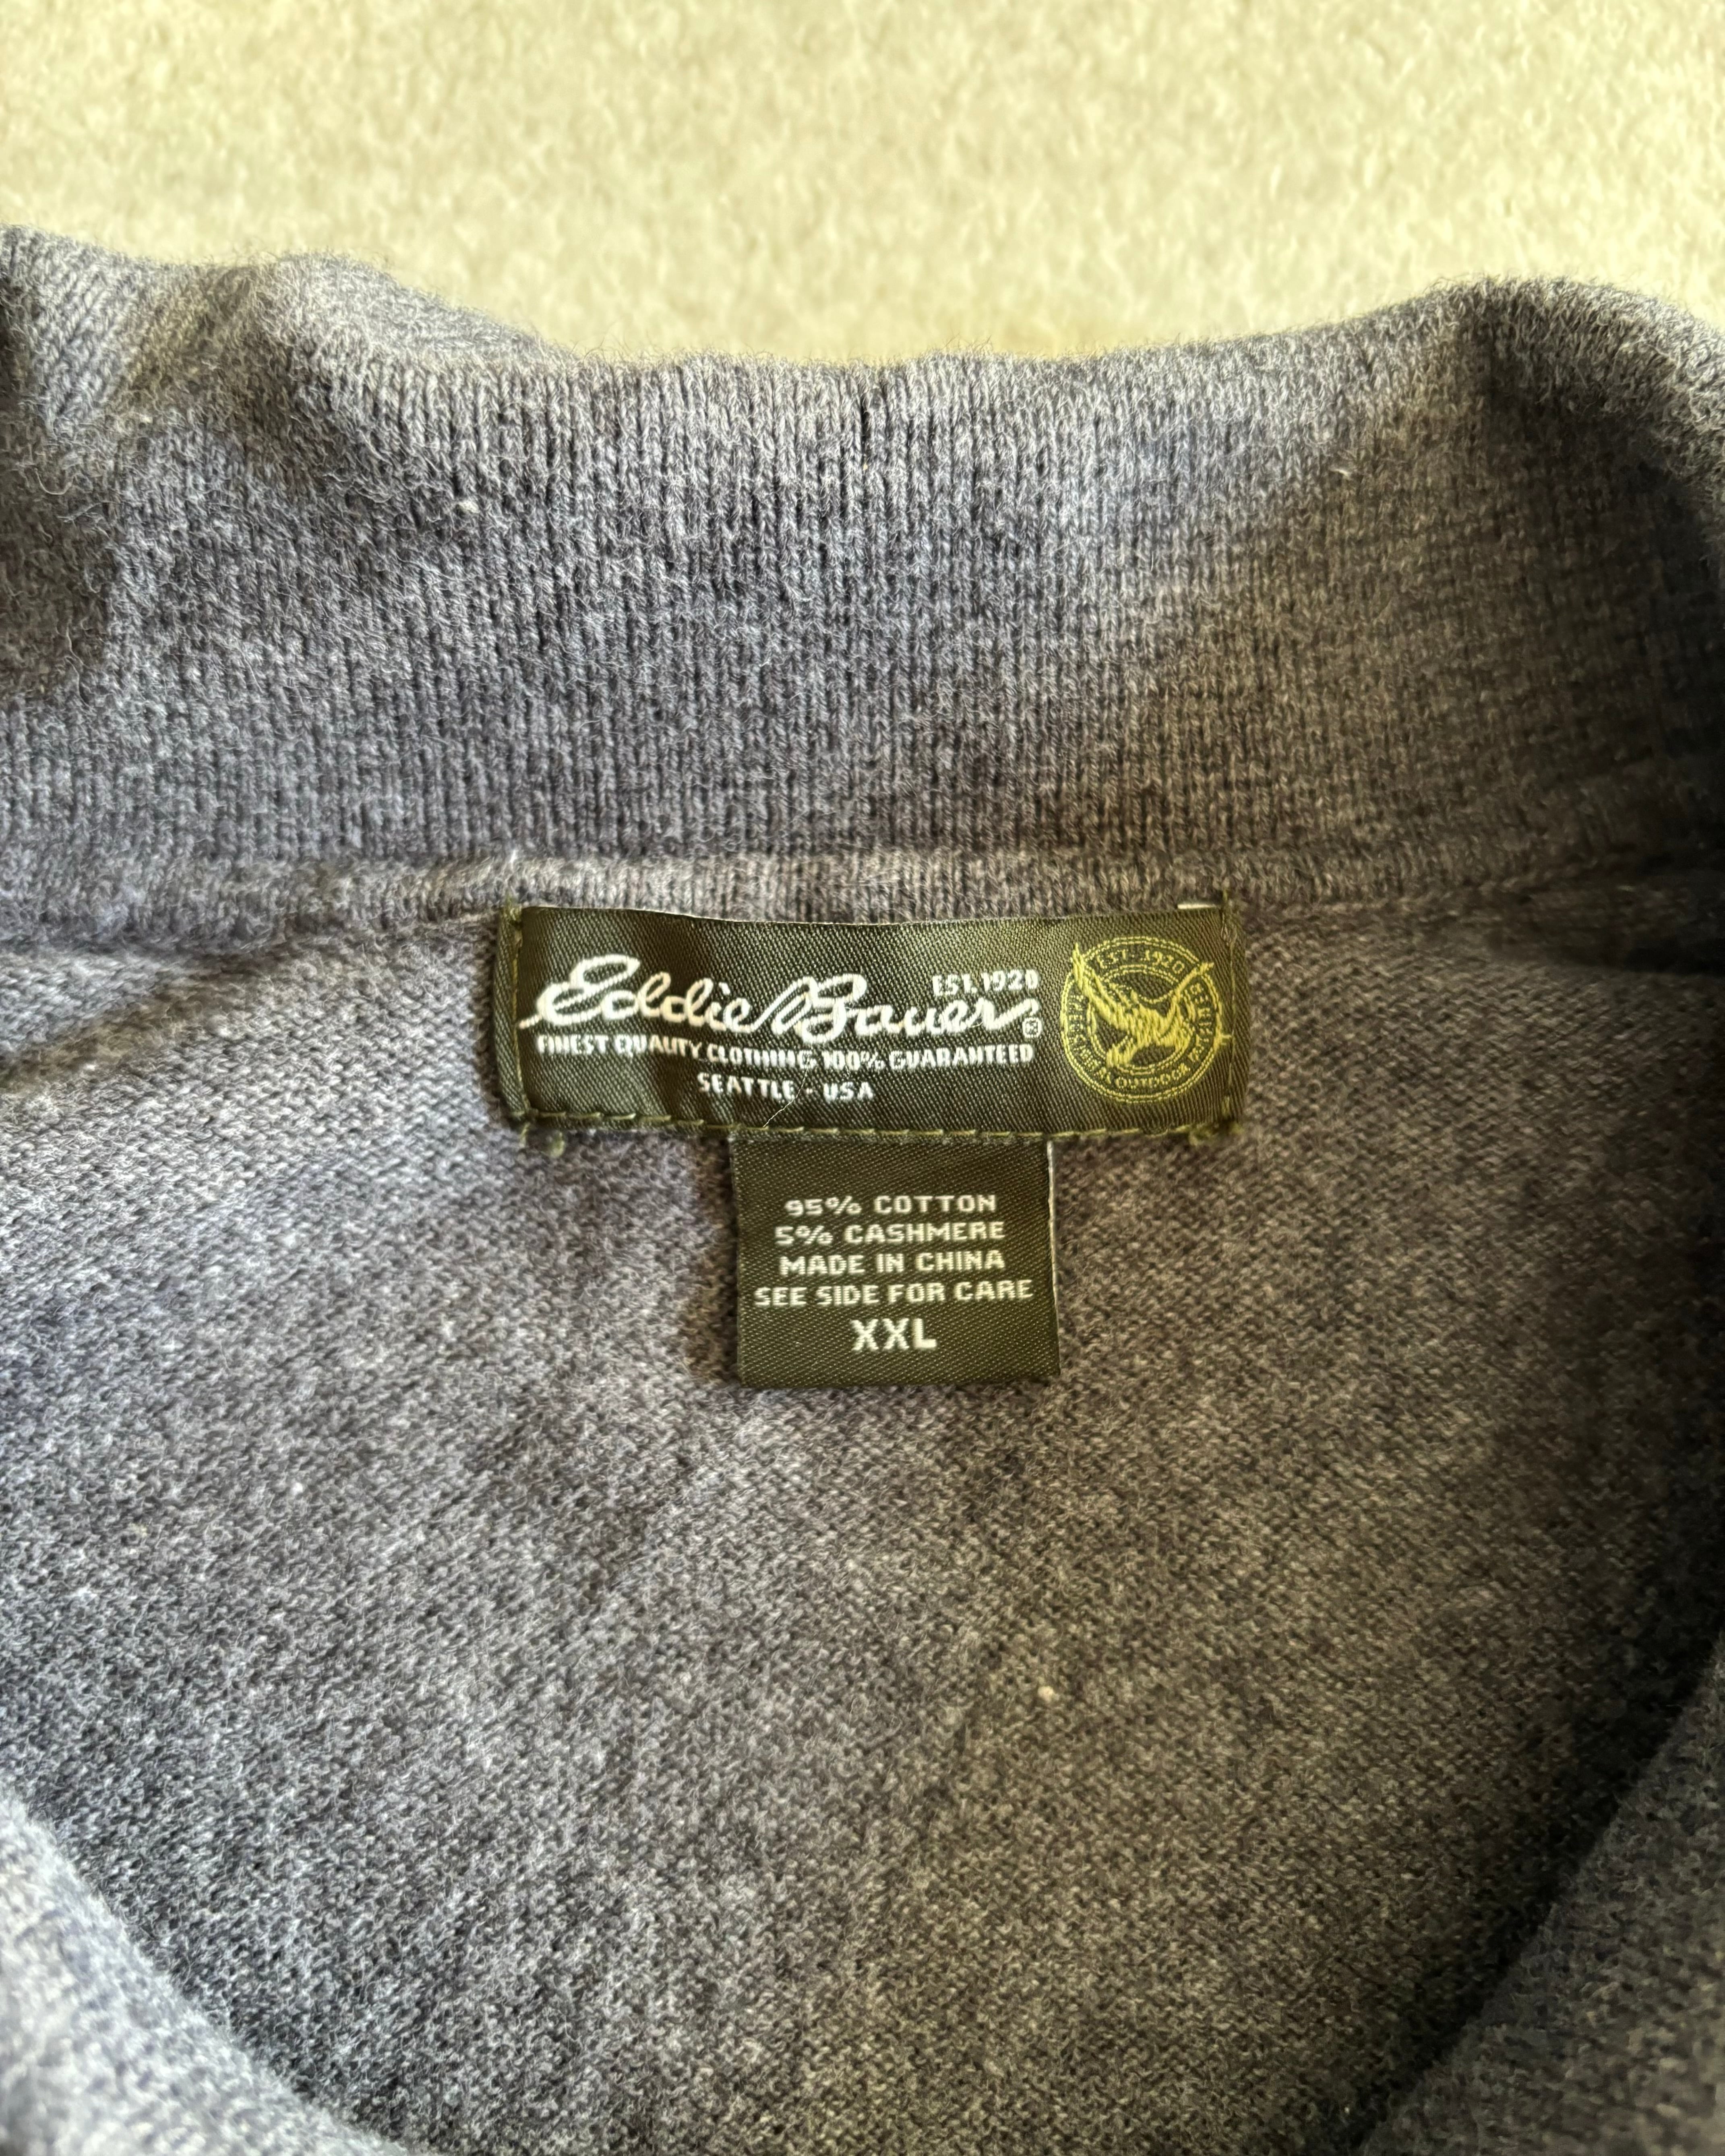 EST. 1920
Eddie Bauer®
FINEST QUALITY CLOTHING 100% GUARANTEED
SEATTLE - USA
EST. 1920
OUTDOOR
95% COTTON
5% CASHMERE
MADE IN CHINA
SEE SIDE FOR CARE
XXL